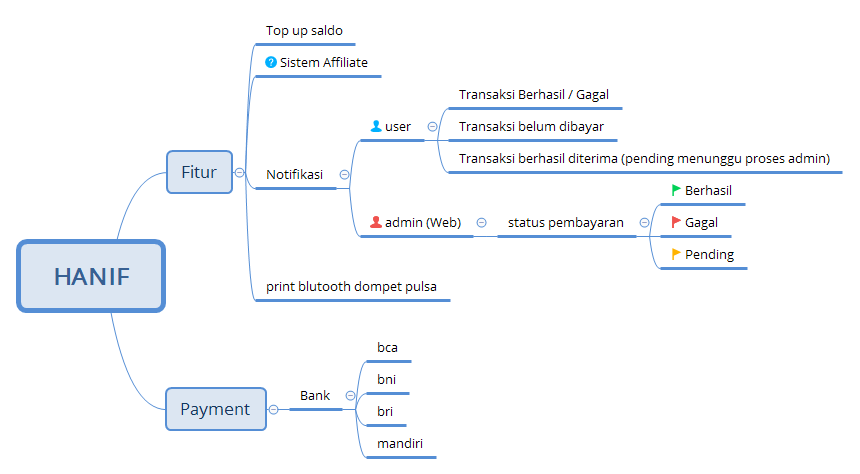 HANIF
Fitur
Top up saldo
Sistem Affiliate
Notifikasi
user
Transaksi Berhasil / Gagal
Transaksi belum dibayar
Transaksi berhasil diterima (pending menunggu proses admin)
admin (Web)
status pembayaran
Berhasil
Gagal
Pending
print blutooth dompet pulsa
Payment
Bank
bca
bni
bri
mandiri